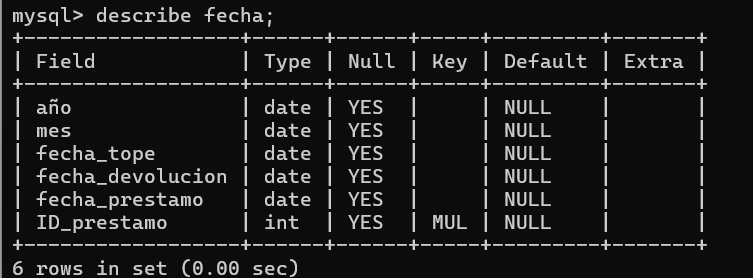 mysql> describe fecha;
+------------------+------+------+-----+---------+-------+
| Field            | Type | Null | Key | Default | Extra |
+------------------+------+------+-----+---------+-------+
| año              | date | YES  |     | NULL    |       |
| mes              | date | YES  |     | NULL    |       |
| fecha_tope       | date | YES  |     | NULL    |       |
| fecha_devolucion | date | YES  |     | NULL    |       |
| fecha_prestamo   | date | YES  |     | NULL    |       |
| ID_prestamo      | int  | YES  | MUL | NULL    |       |
+------------------+------+------+-----+---------+-------+
6 rows in set (0.00 sec)